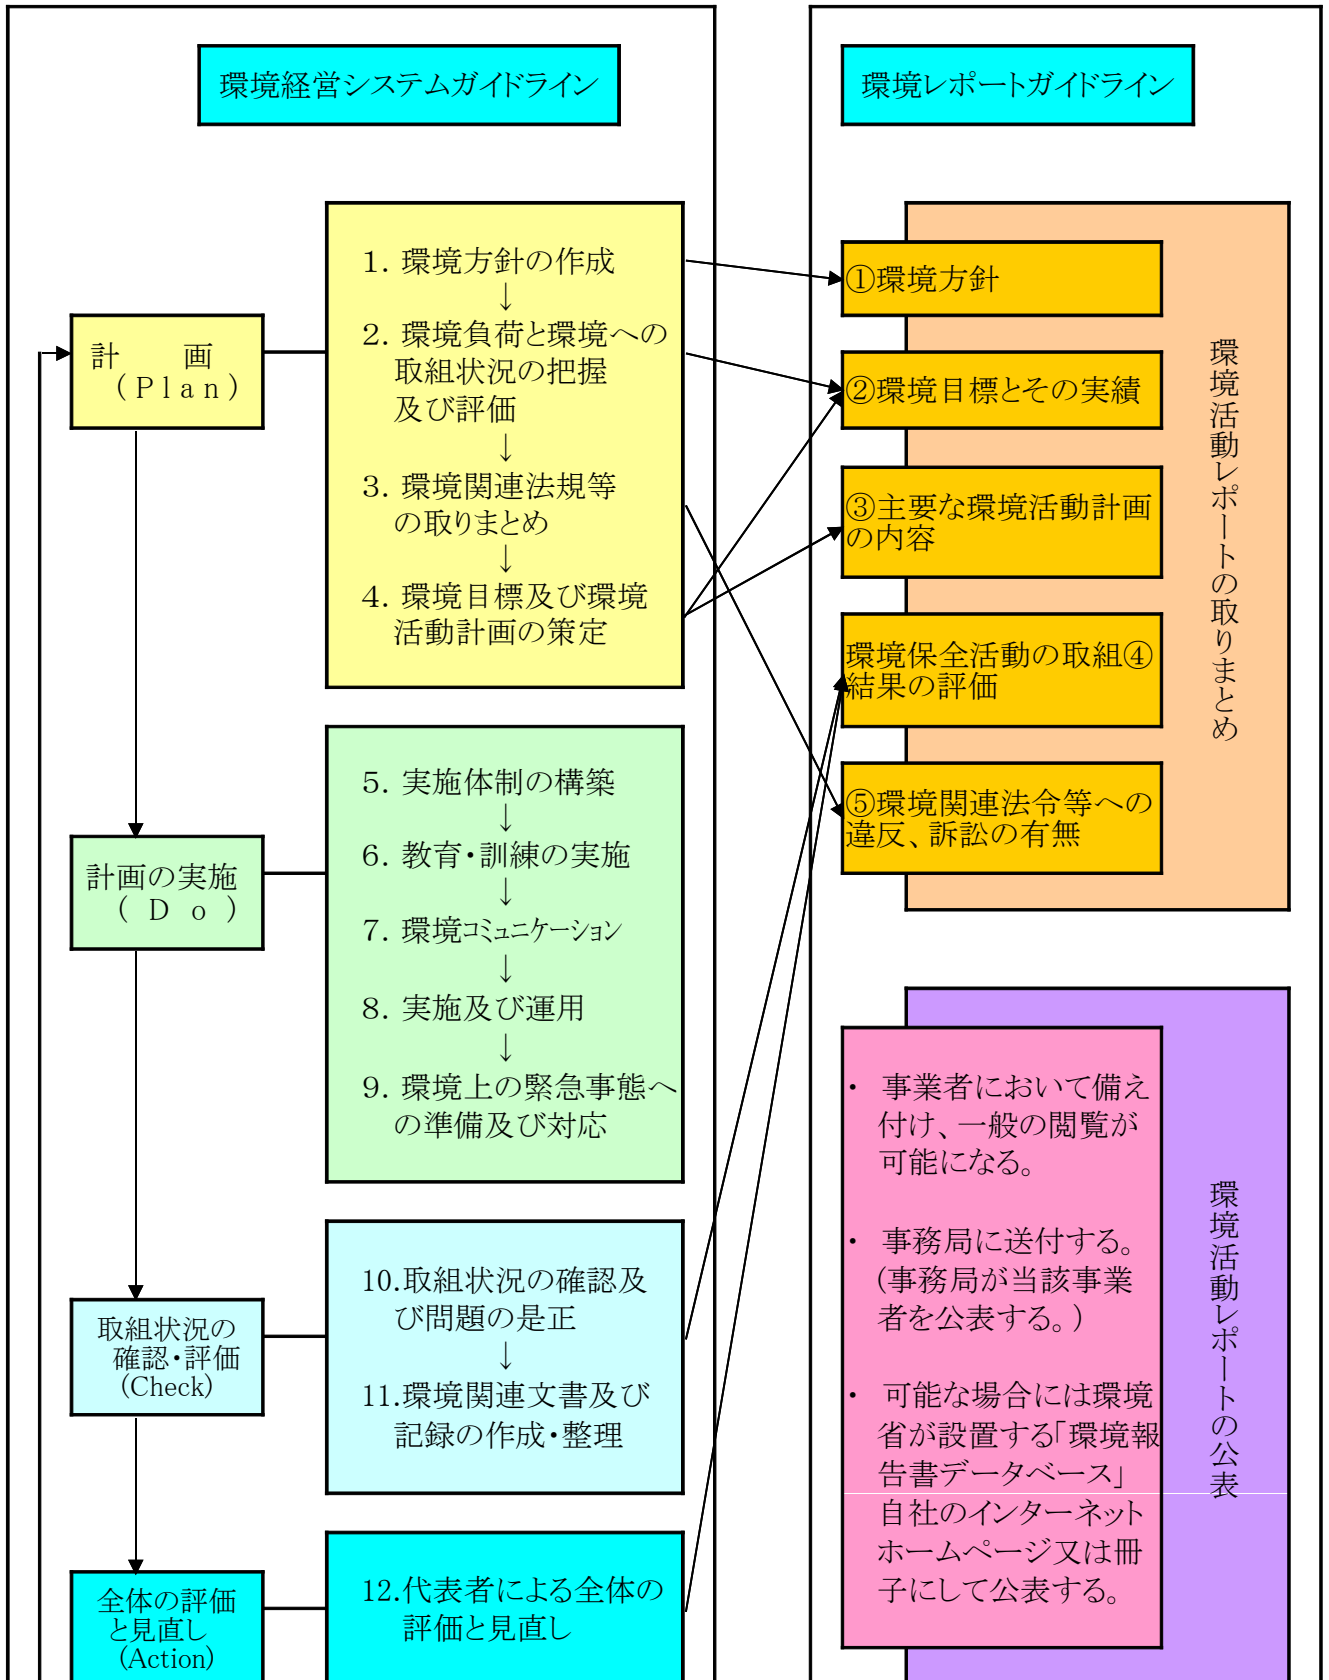 環境経営システムガイドライン
計　画
(Plan)
1. 環境方針の作成
↓
2. 環境負荷と環境への
取組状況の把握
及び評価
↓
3. 環境関連法規等
の取りまとめ
↓
4. 環境目標及び環境
活動計画の策定
計画の実施
(Do)
5. 実施体制の構築
↓
6. 教育・訓練の実施
↓
7. 環境コミュニケーション
↓
8. 実施及び運用
↓
9. 環境上の緊急事態へ
の準備及び対応
取組状況の
確認・評価
(Check)
10.取組状況の確認及
び問題の是正
↓
11.環境関連文書及び
記録の作成・整理
全体の評価
と見直し
(Action)
12.代表者による全体の
評価と見直し
環境レポートガイドライン
①環境方針
②環境目標とその実績
③主要な環境活動計画
の内容
環境保全活動の取組④
結果の評価
⑤環境関連法令等への
違反、訴訟の有無
環境活動レポートの取りまとめ
・ 事業者において備え
付け、一般の閲覧が
可能になる。
・ 事務局に送付する。
(事務局が当該事業
者を公表する。)
・ 可能な場合には環境
省が設置する「環境報
告書データベース」
自社のインターネット
ホームページ又は冊
子にして公表する。
環境活動レポートの公表